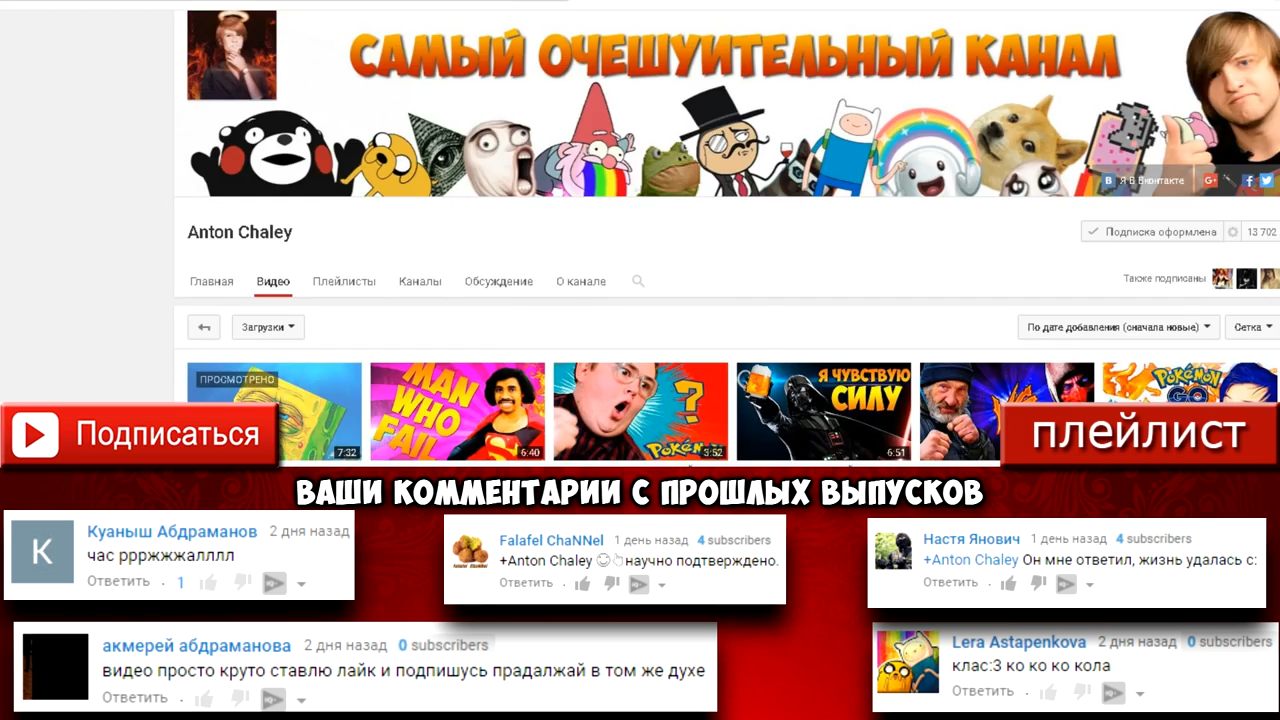 САМЫЙ ОЧЕШУИТЕЛЬНЫЙ КАНАЛ
Я В Вконтакте
Anton Chaley
Подписка оформлена 13 702
Главная Видео Плейлисты Каналы Обсуждение О канале
Также подписаны
Загрузки
По дате добавления (сначала новые)
Сетка
ПРОСМОТРЕНО
7:32
MAN WHO FAIL
6:40
?
POKéMO
3:52
Я ЧУВСТВУЮ СИЛУ
6:51
POKéMON GO
Подписаться
плейлист
ВАШИ КОММЕНТАРИИ С ПРОШЛЫХ ВЫПУСКОВ
К
Куаныш Абдраманов 2 дня назад
час ррржжжалллл
Ответить · 1
Falafel ChaNNel 1 день назад 4 subscribers
+Anton Chaley научно подтверждено.
Ответить ·
Настя Янович 1 день назад 4 subscribers
+Anton Chaley Он мне ответил, жизнь удалась с:
Ответить ·
акмерей абдраманова 2 дня назад 0 subscribers
видео просто круто ставлю лайк и подпишусь прадалжай в том же духе
Ответить ·
Lera Astapenkova 2 дня назад 0 subscribers
клас:3 ко ко ко кола
Ответить ·